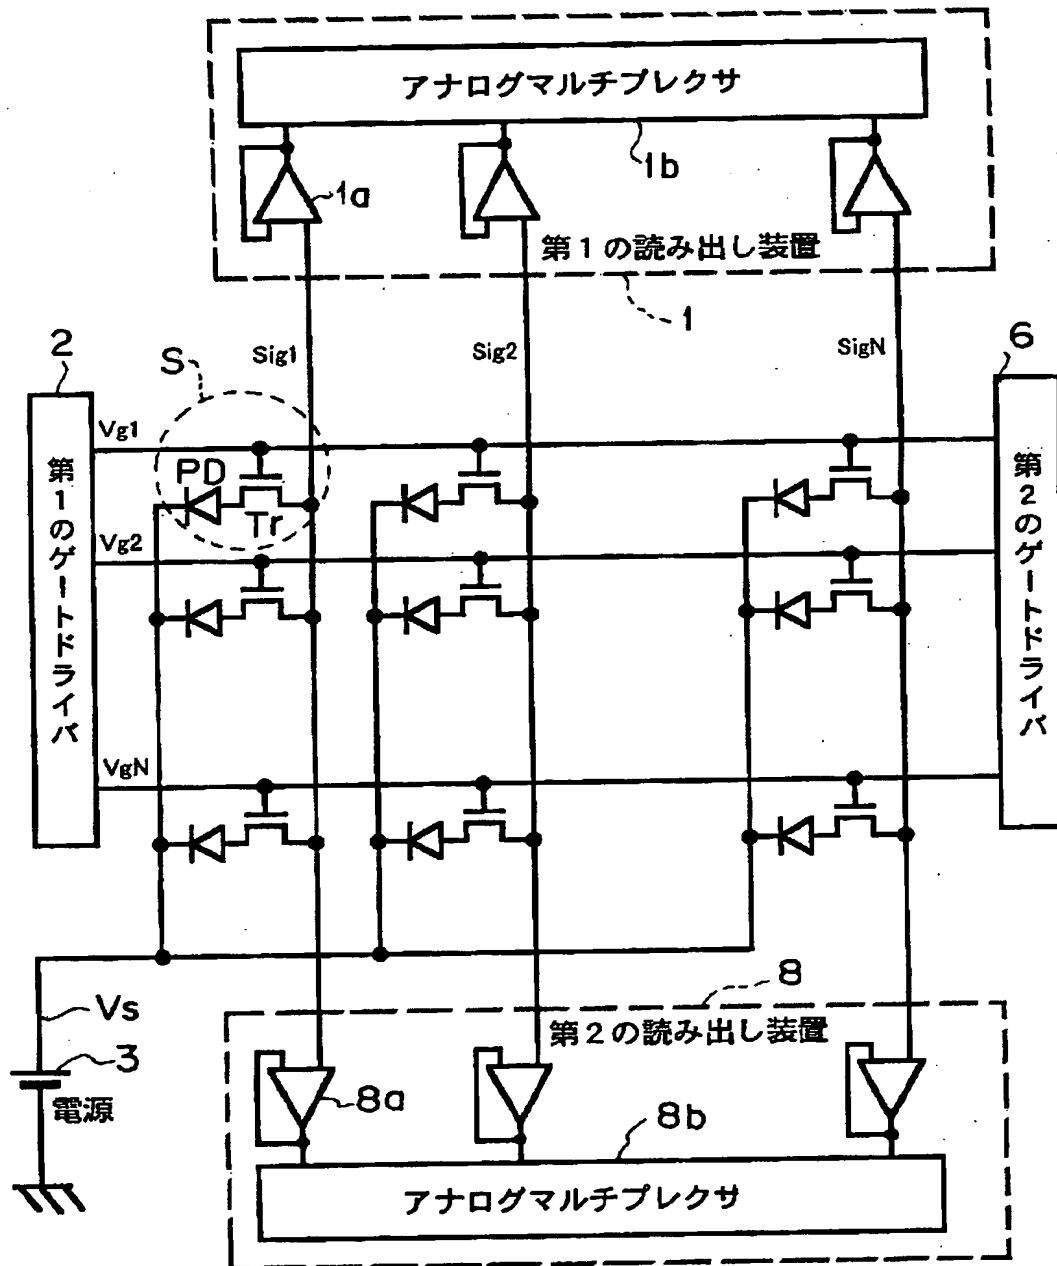 アナログマルチプレクサ
1b
1a
第1の読み出し装置
1
2
S
Sig1
Sig2
SigN
6
Vg1
PD
Tr
第1のゲートドライバ
第2のゲートドライバ
Vg2
VgN
8
Vs
第2の読み出し装置
3
電源
8a
8b
アナログマルチプレクサ